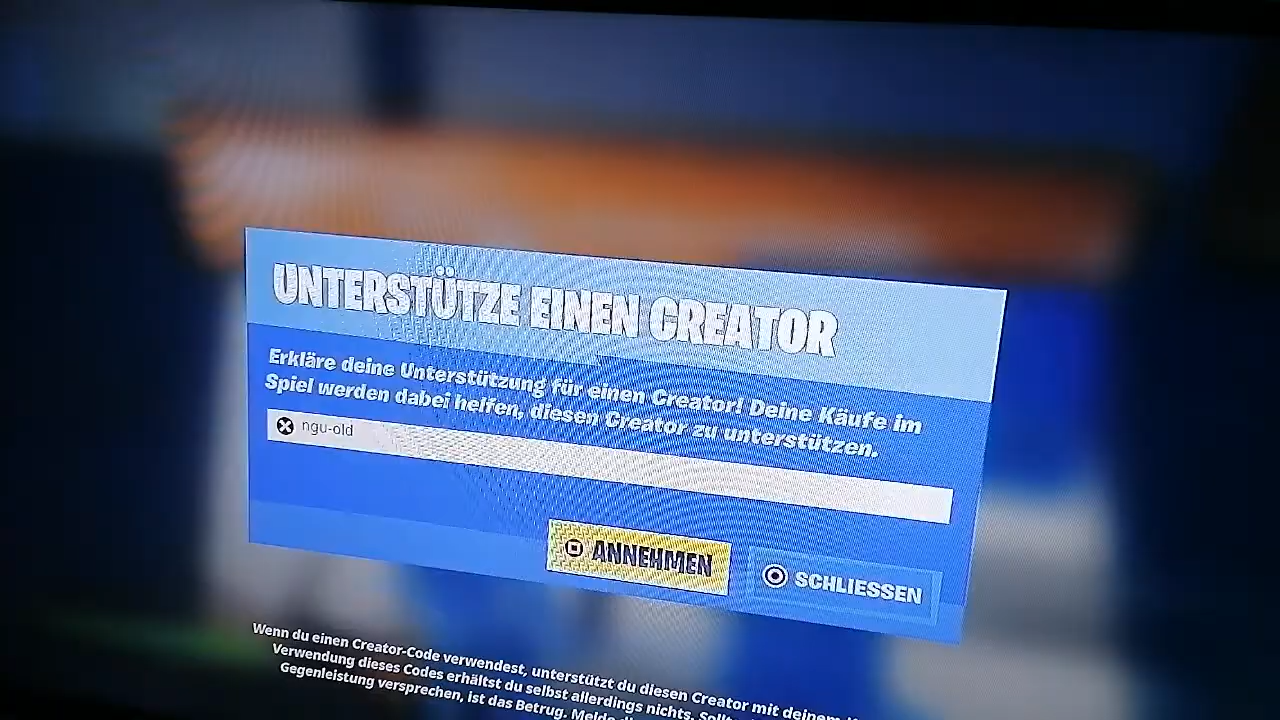 UNTERSTÜTZE EINEN CREATOR
Erkläre deine Unterstützung für einen Creator! Deine Käufe im
Spiel werden dabei helfen, diesen Creator zu unterstützen.
ngu-old
ANNEHMEN
SCHLIESSEN
Wenn du einen Creator-Code verwendest, unterstützt du diesen Creator mit deinem
Verwendung dieses Codes erhältst du selbst allerdings nichts.
Gegenleistung versprechen, ist das Betrug.